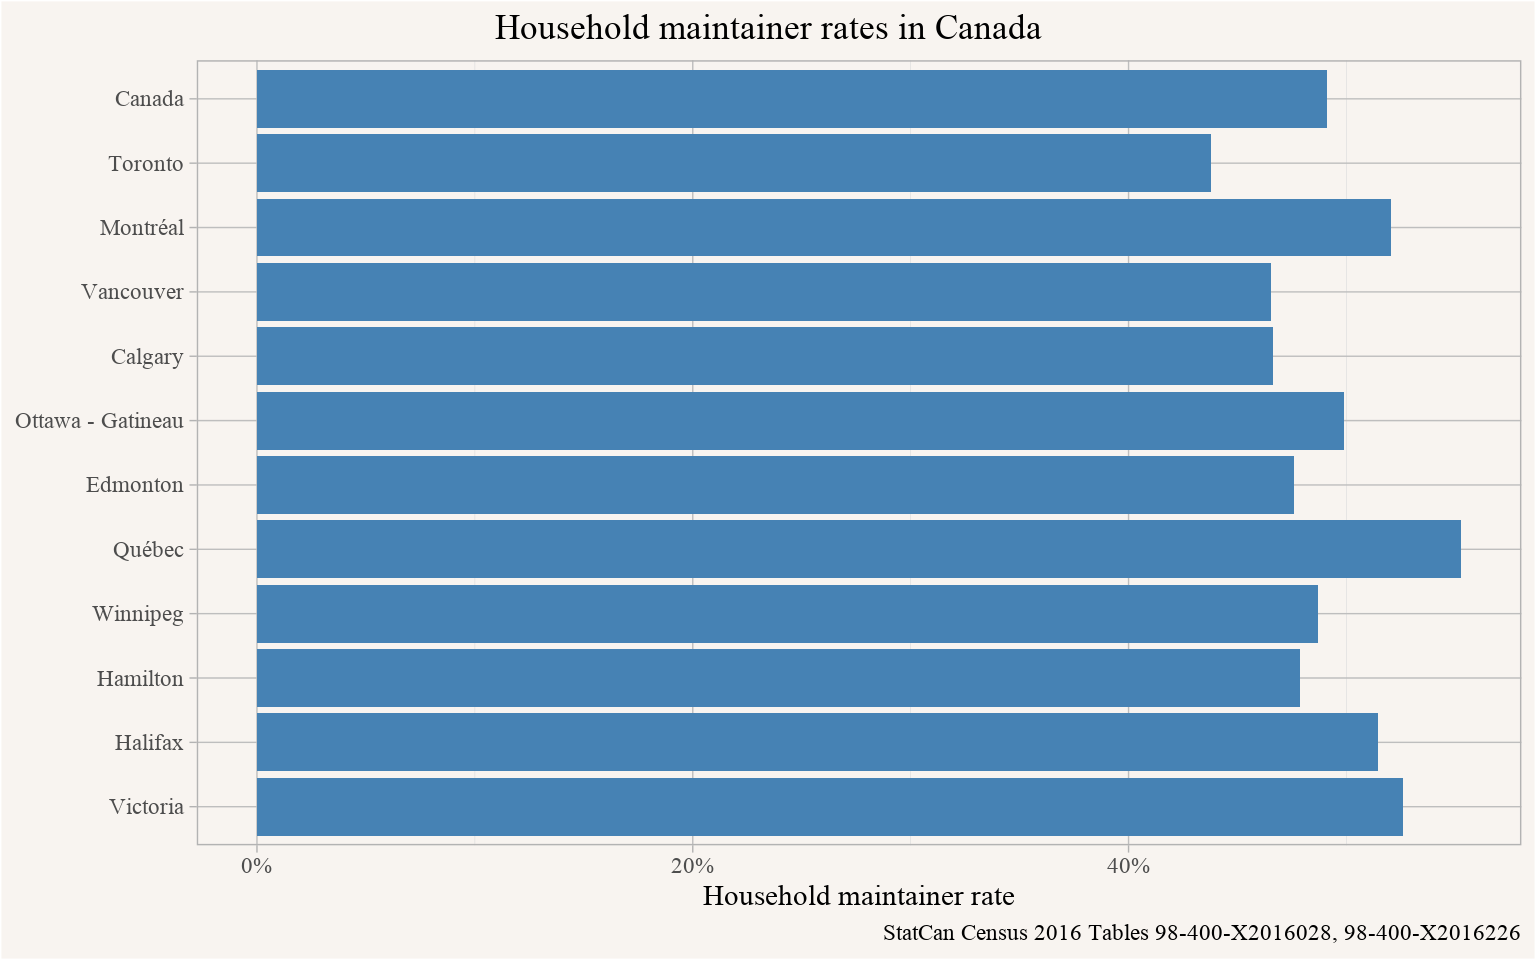 Household maintainer rates in Canada
Canada
Toronto
Montréal
Vancouver
Calgary
Ottawa - Gatineau
Edmonton
Québec
Winnipeg
Hamilton
Halifax
Victoria
0% 20% 40%
Household maintainer rate
StatCan Census 2016 Tables 98-400-X2016028, 98-400-X2016226